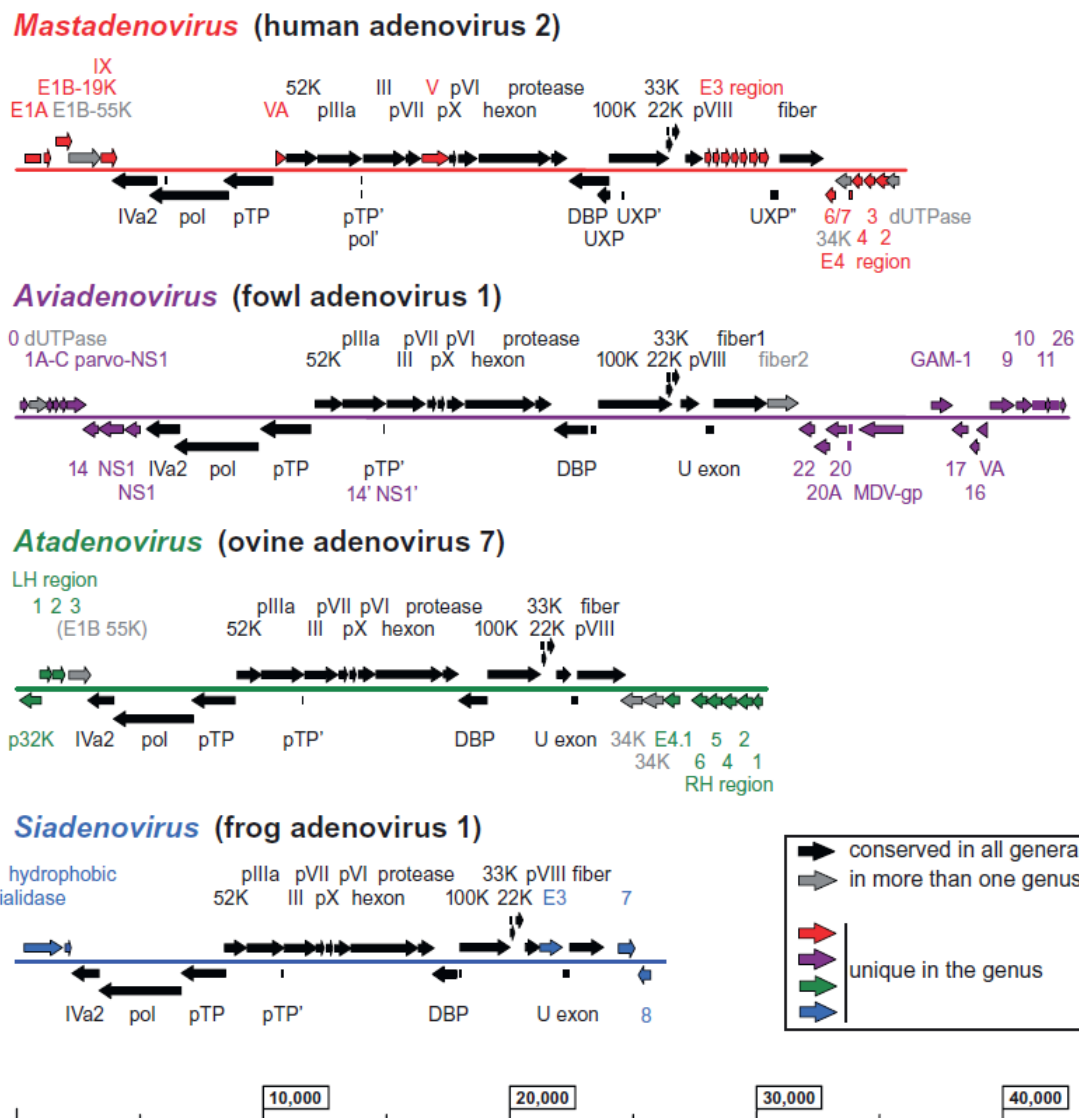 Mastadenovirus (human adenovirus 2)
IX
E1B-19K 52K III V pVI protease 33K E3 region
E1A E1B-55K VA pIIIa pVII pX hexon 100K 22K pVIII fiber
IVa2 pol pTP pTP' DBP UXP' UXP" 6/7 3 dUTPase
pol' UXP 34K 4 2
E4 region
Aviadenovirus (fowl adenovirus 1)
0 dUTPase pIIIa pVII pVI protease 33K fiber1 10 26
1A-C parvo-NS1 52K III pX hexon 100K 22K pVIII fiber2 GAM-1 9 11
14 NS1 IVa2 pol pTP pTP' DBP U exon 22 20 17 VA
NS1 14' NS1' 20A MDV-gp 16
Atadenovirus (ovine adenovirus 7)
LH region
1 2 3 pIIIa pVII pVI protease 33K fiber
(E1B 55K) 52K III pX hexon 100K 22K pVIII
p32K IVa2 pol pTP pTP' DBP U exon 34K E4.1 5 2
34K 6 4 1
RH region
Siadenovirus (frog adenovirus 1)
hydrophobic pIIIa pVII pVI protease 33K pVIII fiber
ialidase 52K III pX hexon 100K 22K E3 7
IVa2 pol pTP pTP' DBP U exon 8
conserved in all genera
in more than one genus
unique in the genus
10,000 20,000 30,000 40,000